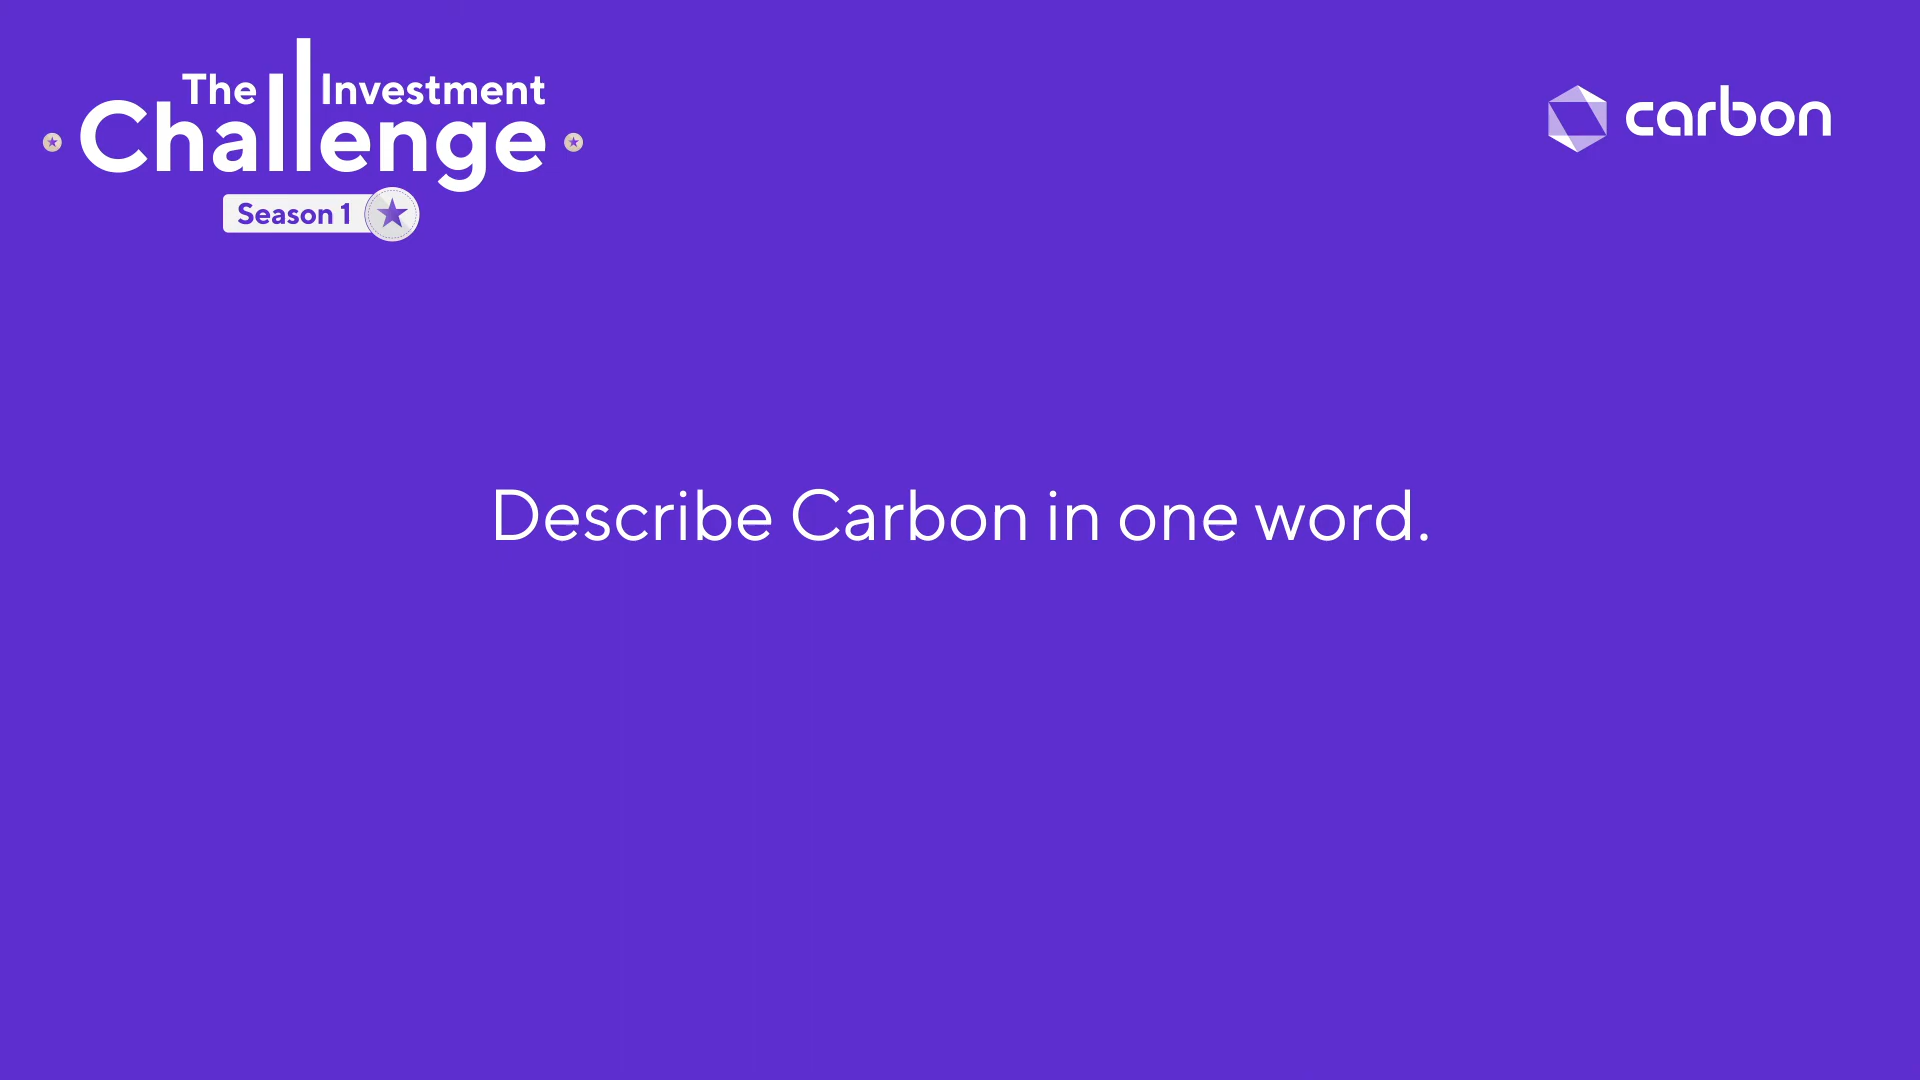 The Investment
Challenge
Season 1
carbon
Describe Carbon in one word.